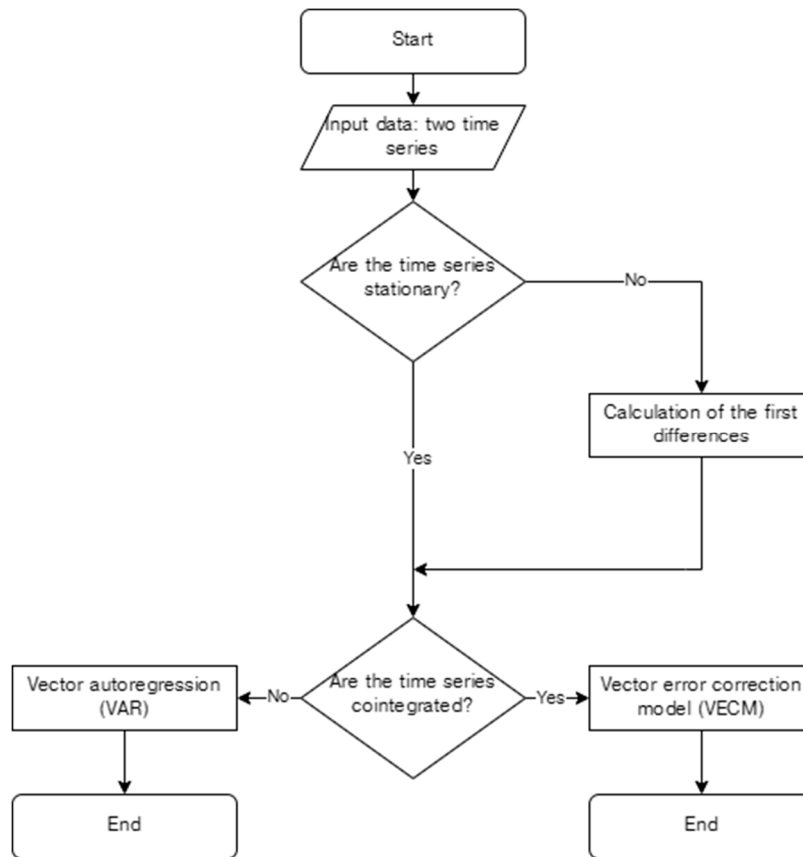 Start
Input data: two time
series
Are the time series
stationary?
No
Calculation of the first
differences
Yes
Are the time series
cointegrated?
No
Yes
Vector autoregression
(VAR)
Vector error correction
model (VECM)
End
End